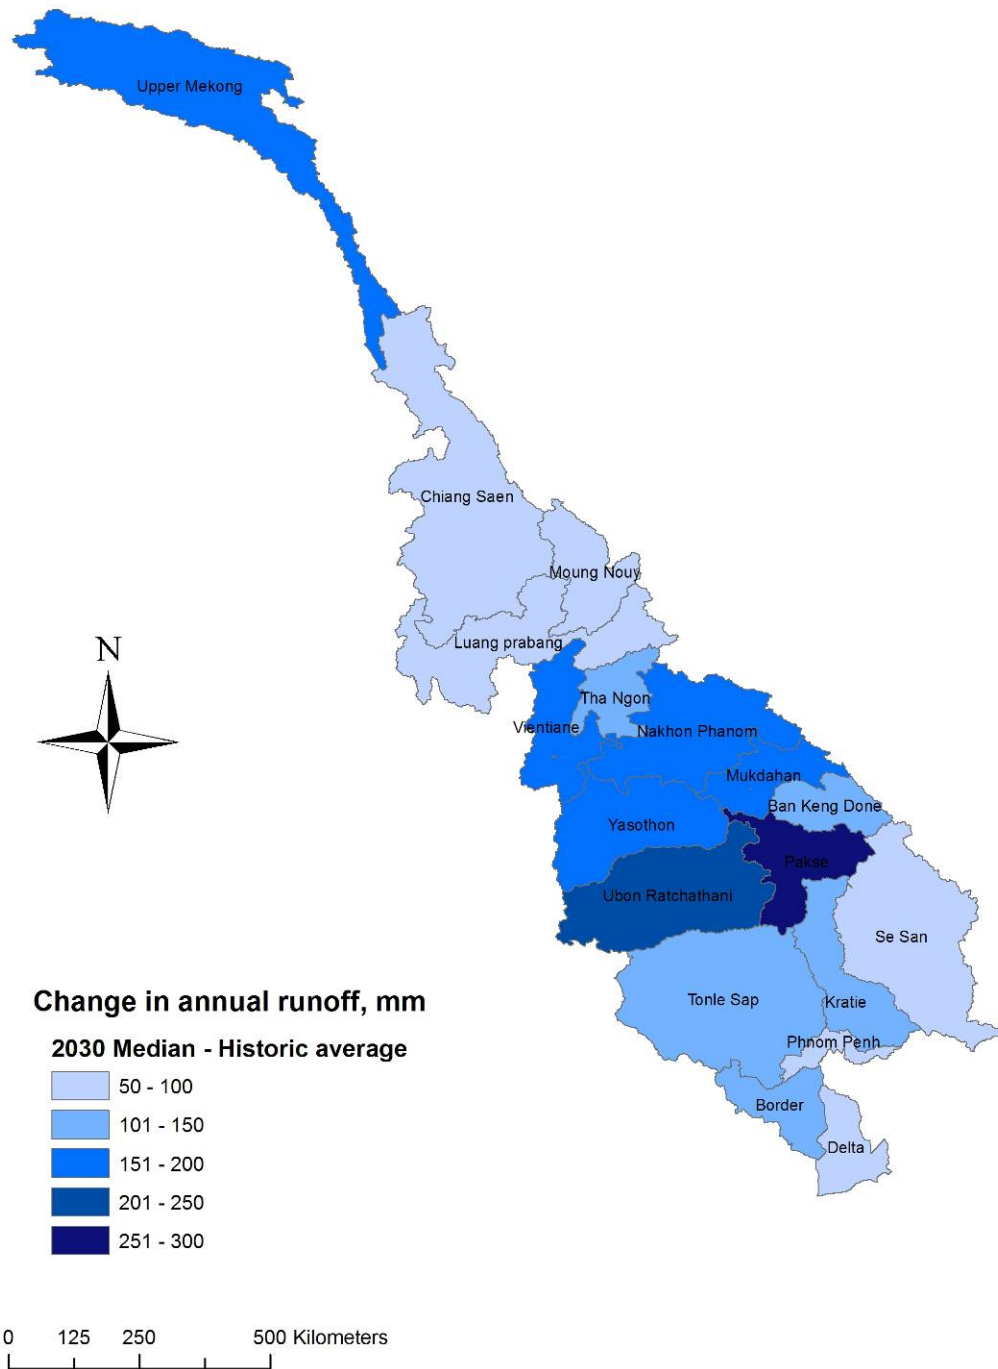 Upper Mekong
Chiang Saen
Moung Nouy
N
Luang prabang
Tha Ngon
Vientiane
Nakhon Phanom
Mukdahan
Ban Keng Done
Yasothon
Pakse
Ubon Ratchathani
Se San
Tonle Sap
Kratie
Phnom Penh
Border
Delta
Change in annual runoff, mm
2030 Median - Historic average
50 - 100
101 - 150
151 - 200
201 - 250
251 - 300
0 125 250 500 Kilometers